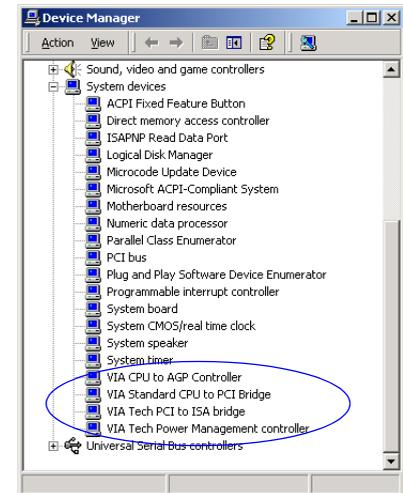 Device Manager
Action View
Sound, video and game controllers
System devices
ACPI Fixed Feature Button
Direct memory access controller
ISAPNP Read Data Port
Logical Disk Manager
Microcode Update Device
Microsoft ACPI-Compliant System
Motherboard resources
Numeric data processor
Parallel Class Enumerator
PCI bus
Plug and Play Software Device Enumerator
Programmable interrupt controller
System board
System CMOS/real time clock
System speaker
System timer
VIA CPU to AGP Controller
VIA Standard CPU to PCI Bridge
VIA Tech PCI to ISA bridge
VIA Tech Power Management controller
Universal Serial Bus controllers